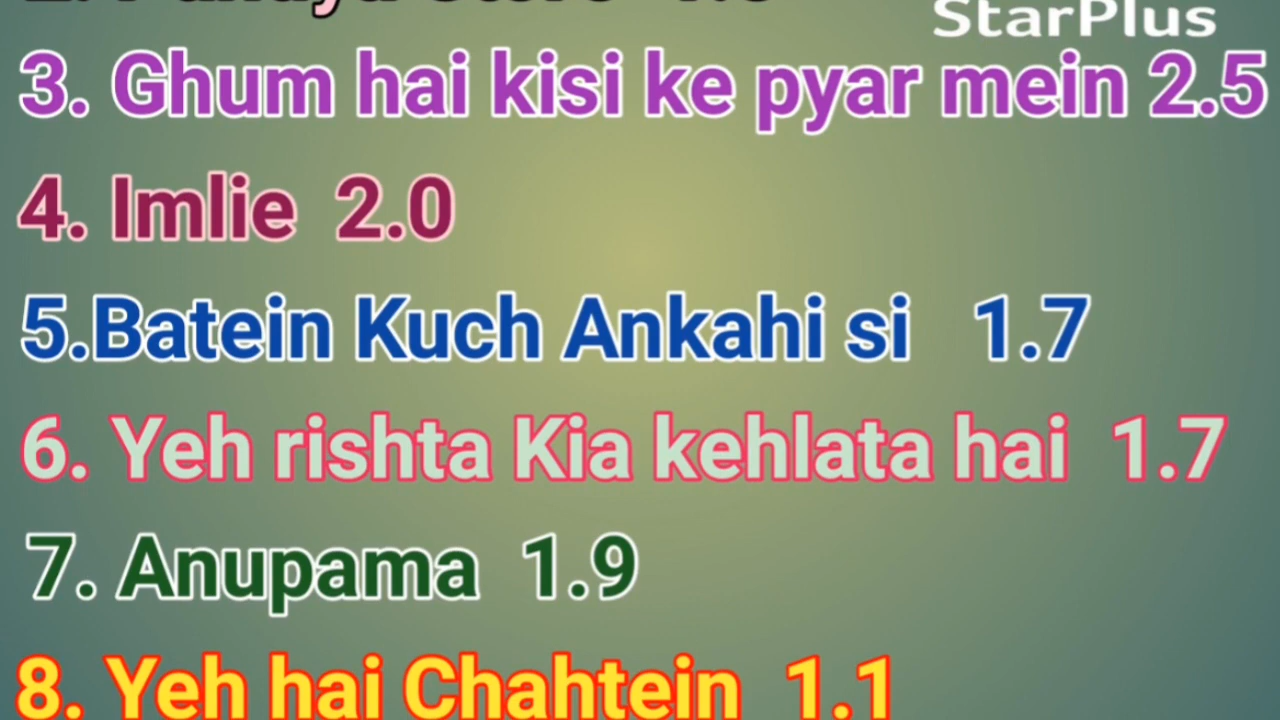 StarPlus
3. Ghum hai kisi ke pyar mein 2.5
4. Imlie 2.0
5.Batein Kuch Ankahi si 1.7
6. Yeh rishta Kia kehlata hai 1.7
7. Anupama 1.9
8. Yeh hai Chahtein 1.1